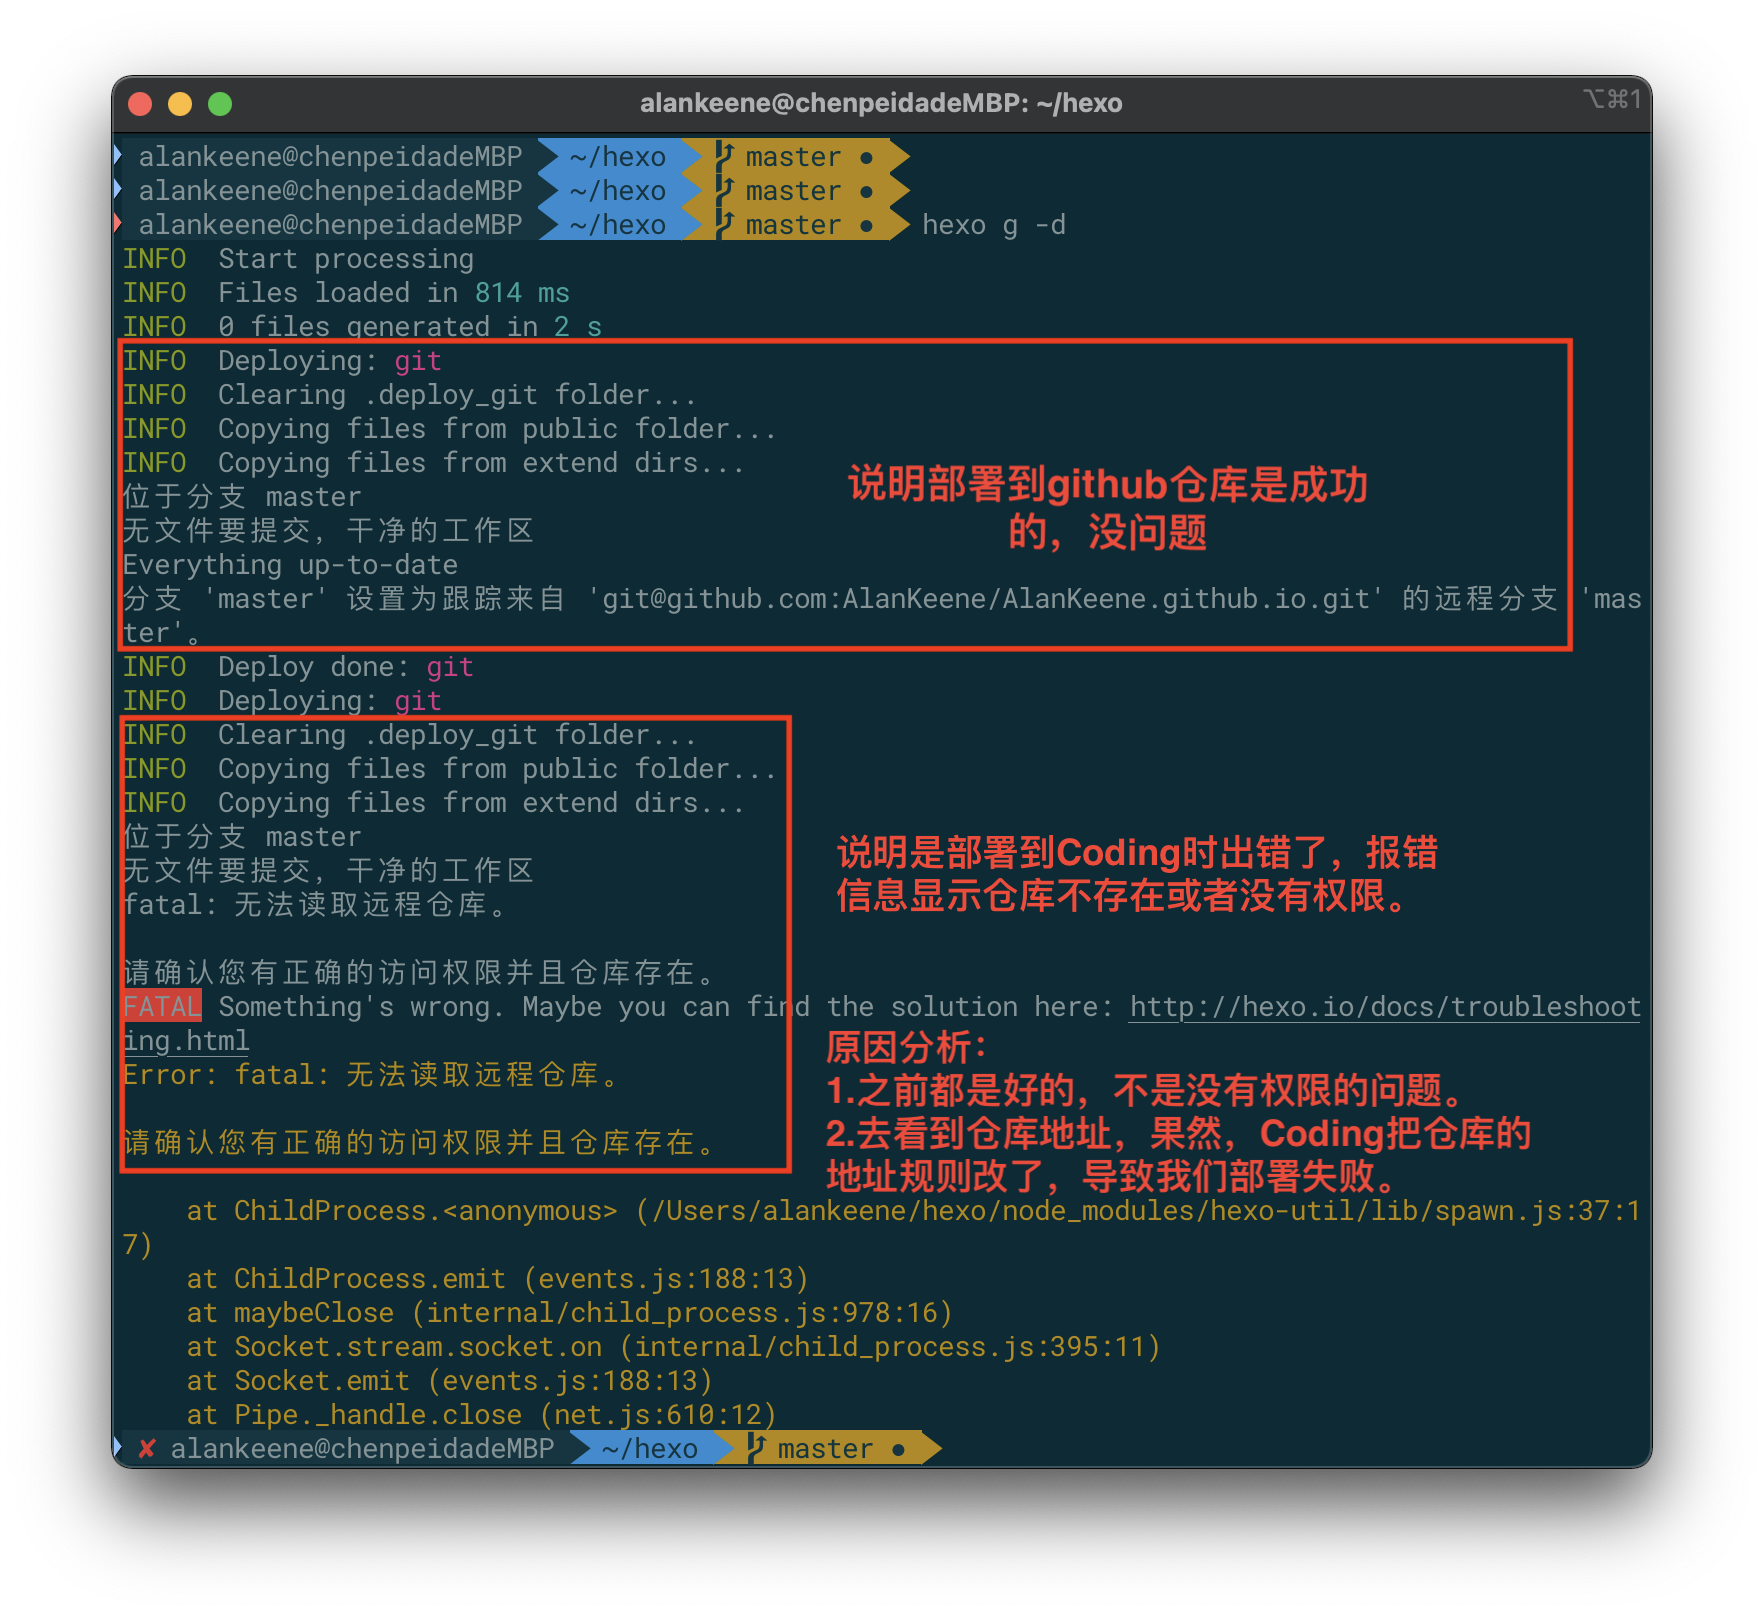 alankeene@chenpeidadeMBP: ~/hexo
⌥⌘1
alankeene@chenpeidadeMBP ~/hexo master ●
alankeene@chenpeidadeMBP ~/hexo master ●
alankeene@chenpeidadeMBP ~/hexo master ● hexo g -d
INFO  Start processing
INFO  Files loaded in 814 ms
INFO  0 files generated in 2 s
INFO  Deploying: git
INFO  Clearing .deploy_git folder...
INFO  Copying files from public folder...
INFO  Copying files from extend dirs...
位于分支 master
无文件要提交，干净的工作区
Everything up-to-date
分支 'master' 设置为跟踪来自 'git@github.com:AlanKeene/AlanKeene.github.io.git' 的远程分支 'mas
ter'。
说明部署到github仓库是成功
的，没问题
INFO  Deploy done: git
INFO  Deploying: git
INFO  Clearing .deploy_git folder...
INFO  Copying files from public folder...
INFO  Copying files from extend dirs...
位于分支 master
无文件要提交，干净的工作区
fatal: 无法读取远程仓库。
请确认您有正确的访问权限并且仓库存在。
说明是部署到Coding时出错了，报错
信息显示仓库不存在或者没有权限。
FATAL Something's wrong. Maybe you can find the solution here: http://hexo.io/docs/troubleshoot
ing.html
Error: fatal: 无法读取远程仓库。
请确认您有正确的访问权限并且仓库存在。
原因分析：
1.之前都是好的，不是没有权限的问题。
2.去看到仓库地址，果然，Coding把仓库的
地址规则改了，导致我们部署失败。
at ChildProcess.<anonymous> (/Users/alankeene/hexo/node_modules/hexo-util/lib/spawn.js:37:1
7)
at ChildProcess.emit (events.js:188:13)
at maybeClose (internal/child_process.js:978:16)
at Socket.stream.socket.on (internal/child_process.js:395:11)
at Socket.emit (events.js:188:13)
at Pipe._handle.close (net.js:610:12)
✘ alankeene@chenpeidadeMBP ~/hexo master ●